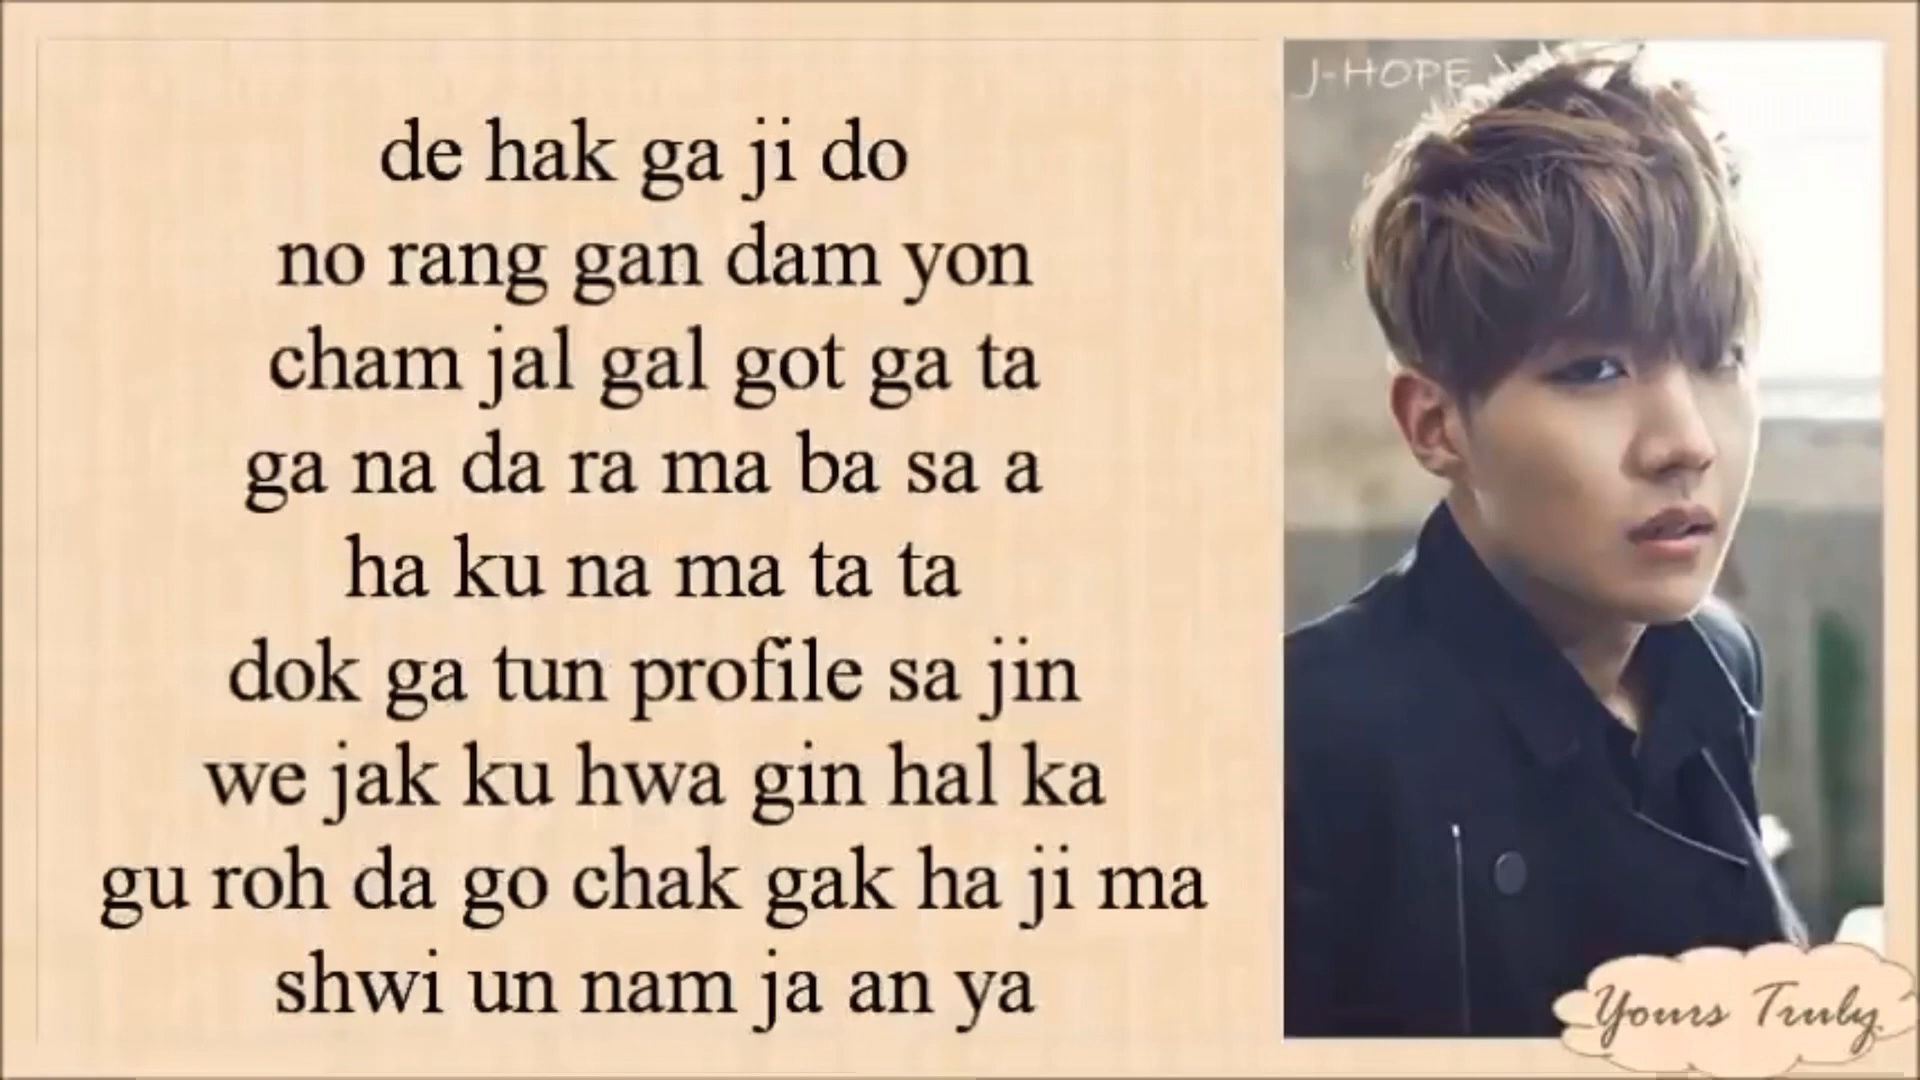 de hak ga ji do
no rang gan dam yon
cham jal gal got ga ta
ga na da ra ma ba sa a
ha ku na ma ta ta
dok ga tun profile sa jin
we jak ku hwa gin hal ka
gu roh da go chak gak ha ji ma
shwi un nam ja an ya
J-HOPE
Yours Truly